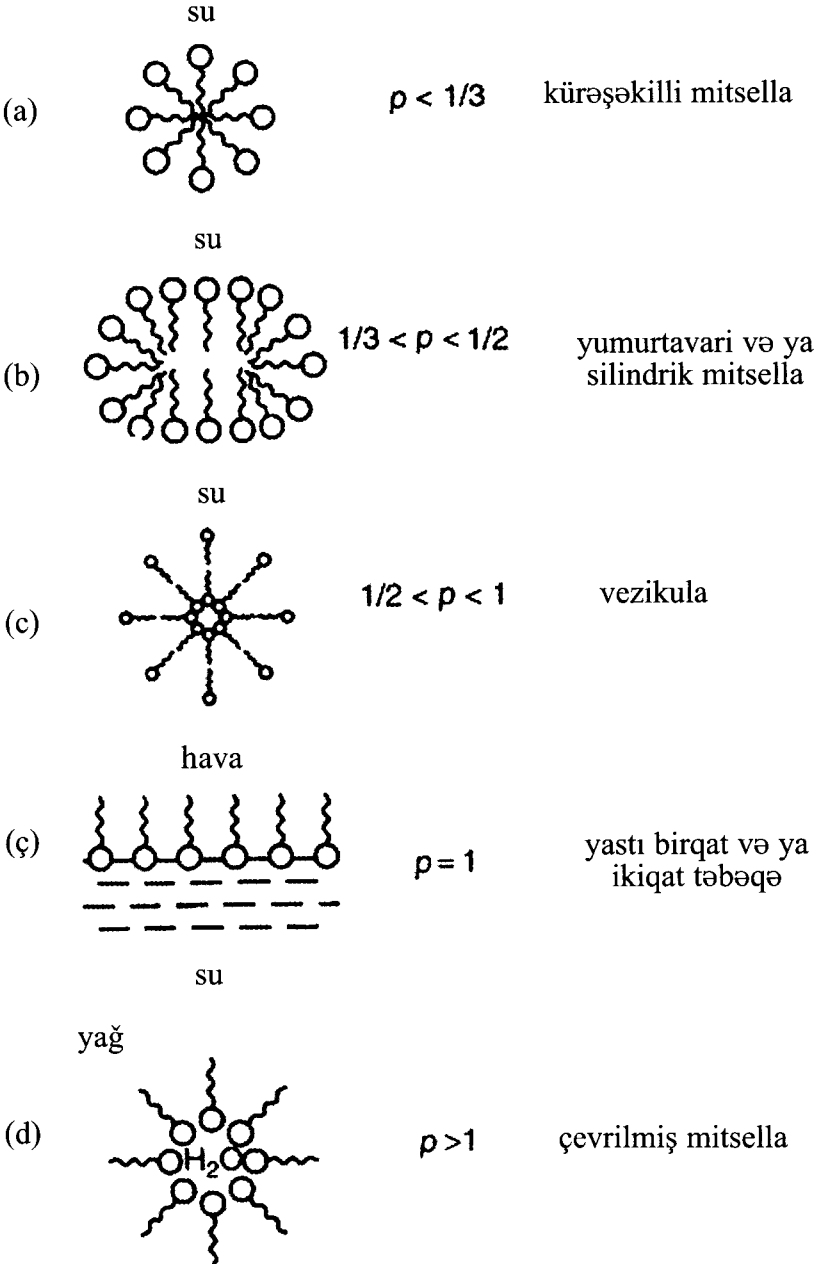 su
(a)
p < 1/3
kürəşəkilli mitsella
su
(b)
1/3 < p < 1/2
yumurtavari və ya
silindrik mitsella
su
(c)
1/2 < p < 1
vezikula
hava
(ç)
p = 1
yastı birqat və ya
ikiqat təbəqə
su
yağ
(d)
H₂O
p >1
çevrilmiş mitsella